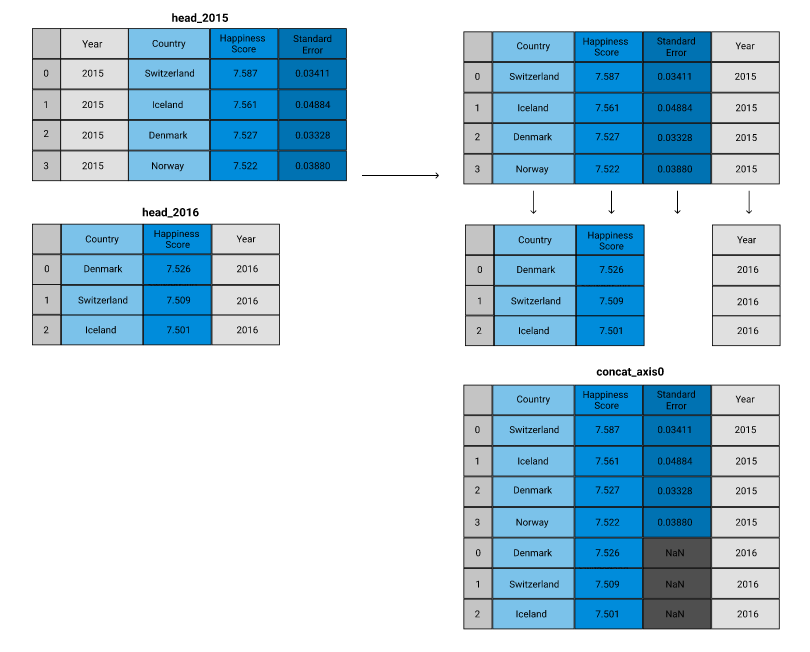 head_2015
Year Country Happiness Score Standard Error
0 2015 Switzerland 7.587 0.03411
1 2015 Iceland 7.561 0.04884
2 2015 Denmark 7.527 0.03328
3 2015 Norway 7.522 0.03880
head_2016
Country Happiness Score Year
0 Denmark 7.526 2016
1 Switzerland 7.509 2016
2 Iceland 7.501 2016
Country Happiness Score Standard Error Year
0 Switzerland 7.587 0.03411 2015
1 Iceland 7.561 0.04884 2015
2 Denmark 7.527 0.03328 2015
3 Norway 7.522 0.03880 2015
Country Happiness Score Year
0 Denmark 7.526 2016
1 Switzerland 7.509 2016
2 Iceland 7.501 2016
concat_axis0
Country Happiness Score Standard Error Year
0 Switzerland 7.587 0.03411 2015
1 Iceland 7.561 0.04884 2015
2 Denmark 7.527 0.03328 2015
3 Norway 7.522 0.03880 2015
0 Denmark 7.526 NaN 2016
1 Switzerland 7.509 NaN 2016
2 Iceland 7.501 NaN 2016